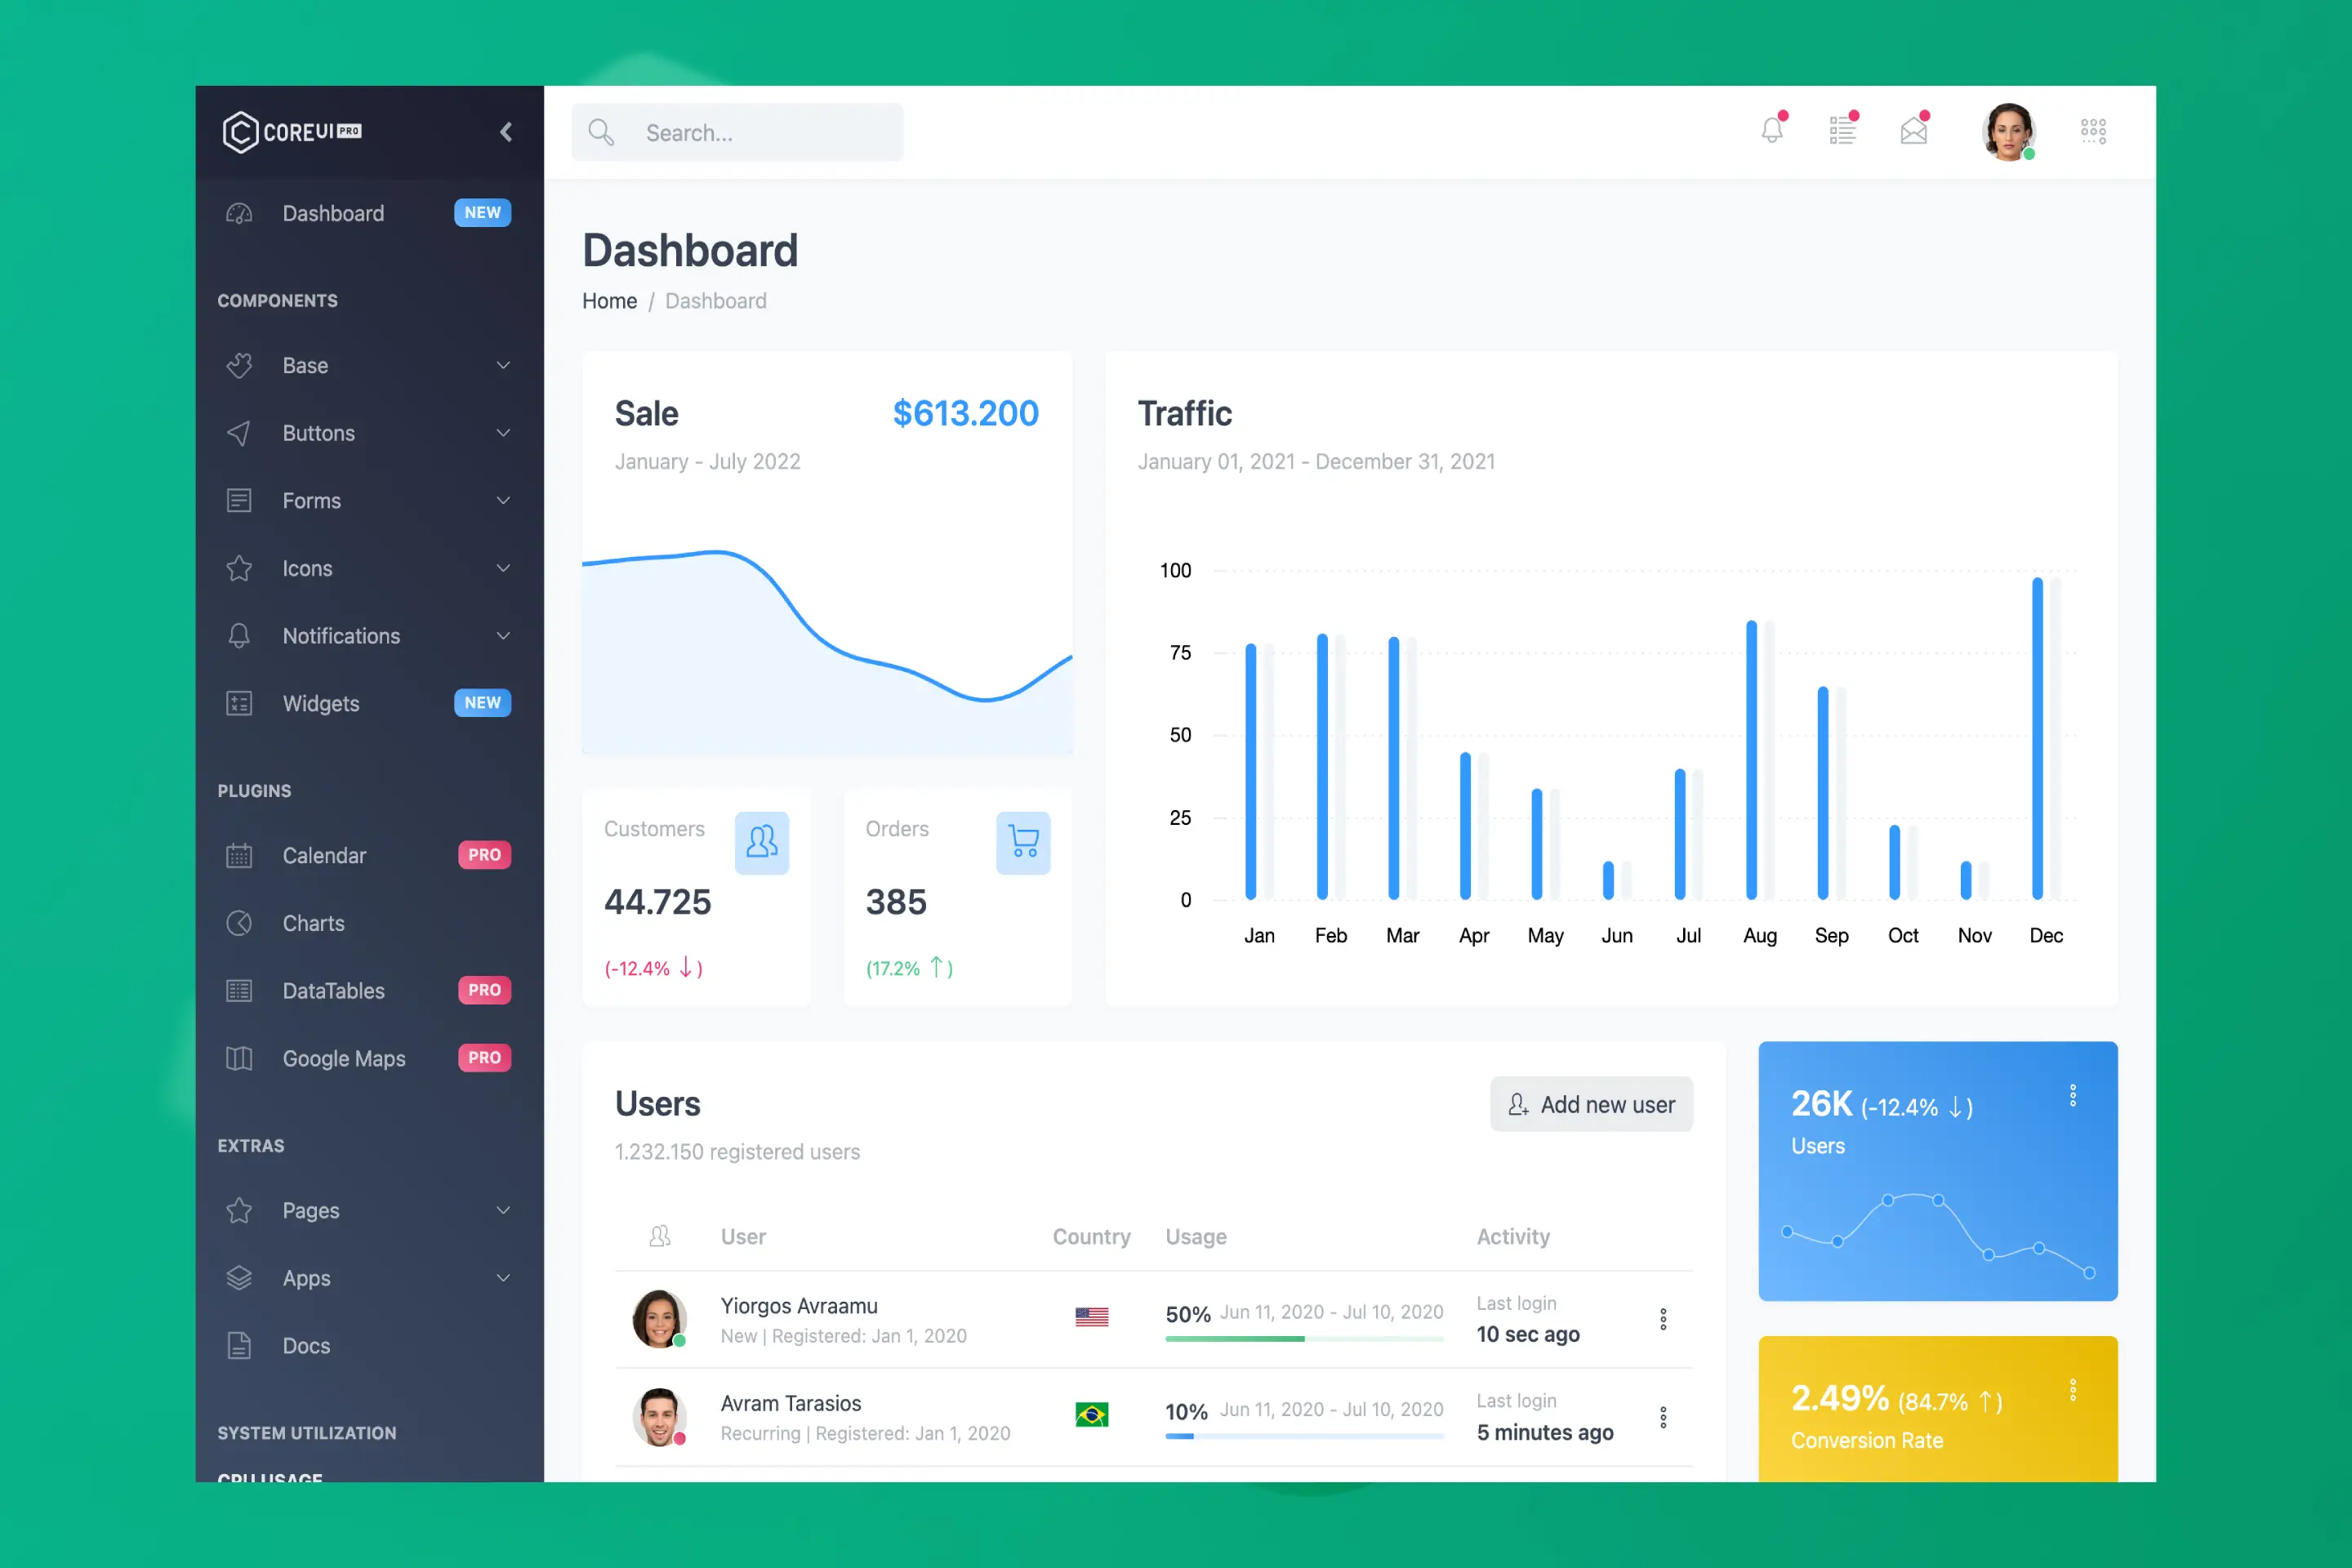 COREUI PRO
Dashboard NEW
COMPONENTS
Base
Buttons
Forms
Icons
Notifications
Widgets NEW
PLUGINS
Calendar PRO
Charts
DataTables PRO
Google Maps PRO
EXTRAS
Pages
Apps
Docs
SYSTEM UTILIZATION
CPU USAGE
Search...
Dashboard
Home / Dashboard
Sale $613.200
January - July 2022
Traffic
January 01, 2021 - December 31, 2021
100
75
50
25
0
Jan Feb Mar Apr May Jun Jul Aug Sep Oct Nov Dec
Customers
44.725
(-12.4% ↓)
Orders
385
(17.2% ↑)
Users
1.232.150 registered users
Add new user
User Country Usage Activity
Yiorgos Avraamu
New | Registered: Jan 1, 2020
50% Jun 11, 2020 - Jul 10, 2020
Last login
10 sec ago
Avram Tarasios
Recurring | Registered: Jan 1, 2020
10% Jun 11, 2020 - Jul 10, 2020
Last login
5 minutes ago
26K (-12.4% ↓)
Users
2.49% (84.7% ↑)
Conversion Rate